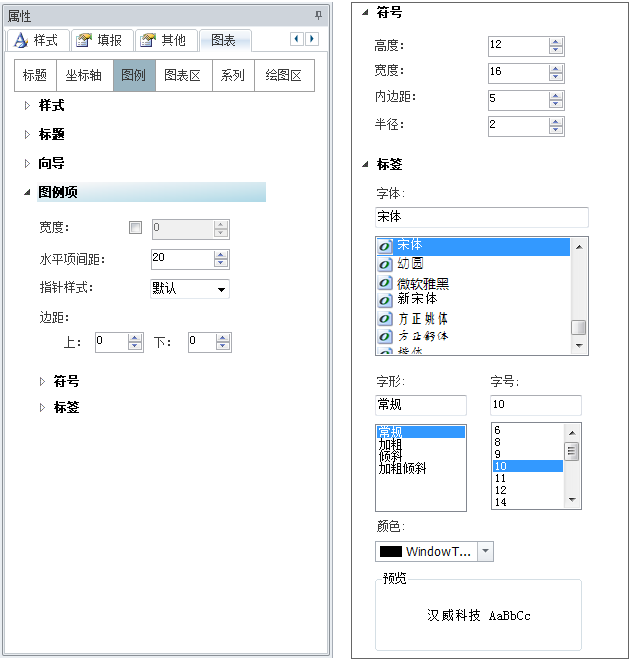 属性
样式 填报 其他 图表
标题 坐标轴 图例 图表区 系列 绘图区
样式
标题
向导
图例项
宽度: 0
水平项间距: 20
指针样式: 默认
边距:
上: 0 下: 0
符号
标签
符号
高度: 12
宽度: 16
内边距: 5
半径: 2
标签
字体:
宋体
宋体
幼圆
微软雅黑
新宋体
方正姚体
方正舒体
楷体
字形: 字号:
常规 10
常规
加粗
倾斜
加粗倾斜
6
8
9
10
11
12
14
颜色:
WindowT...
预览
汉威科技 AaBbCc